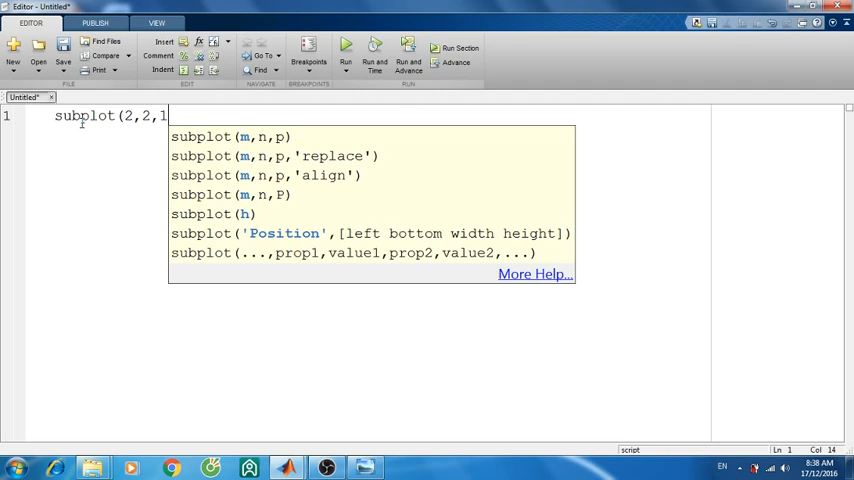 Editor - Untitled*
EDITOR PUBLISH VIEW
New Open Save Find Files Compare Print Insert fx Comment % Indent Go To Find Breakpoints Run Run and Time Run and Advance Run Section Advance
FILE EDIT NAVIGATE BREAKPOINTS RUN
Untitled* ×
1 subplot(2,2,1
subplot(m,n,p)
subplot(m,n,p,'replace')
subplot(m,n,p,'align')
subplot(m,n,P)
subplot(h)
subplot('Position',[left bottom width height])
subplot(...,prop1,value1,prop2,value2,...)
More Help...
script Ln 1 Col 14
EN 8:38 AM
17/12/2016